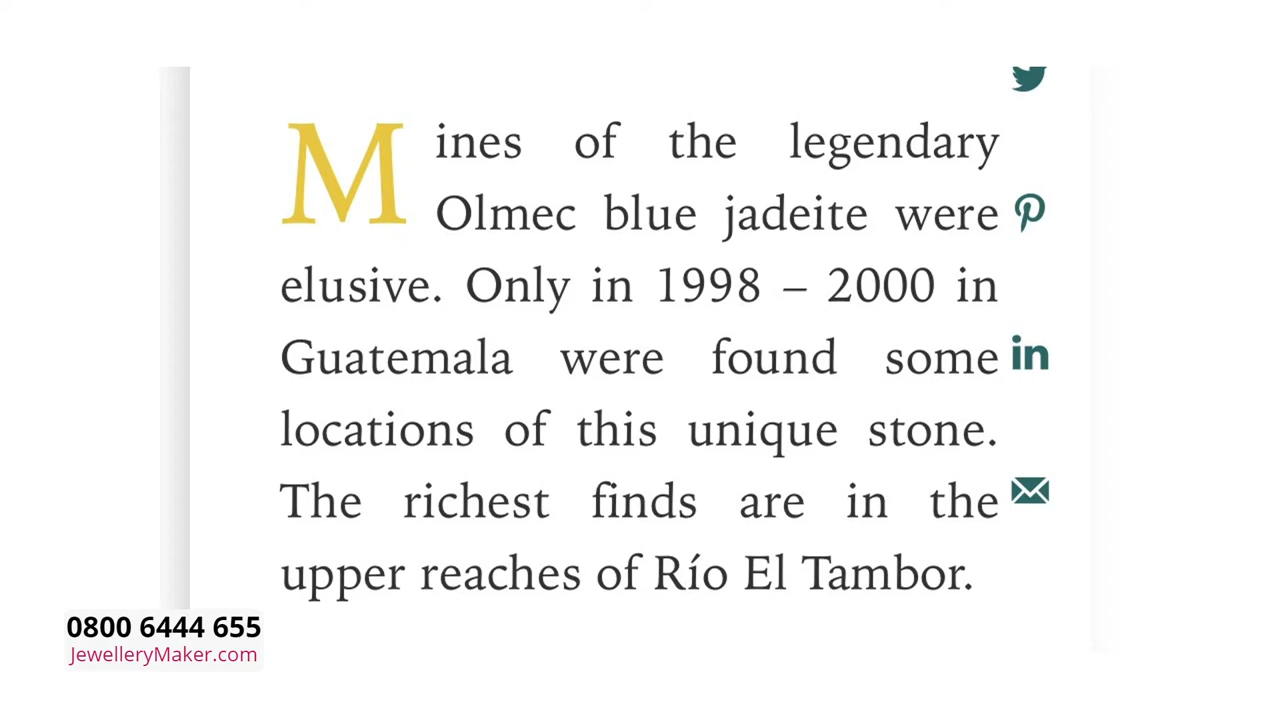 Mines of the legendary
Olmec blue jadeite were
elusive. Only in 1998 – 2000 in
Guatemala were found some
locations of this unique stone.
The richest finds are in the
upper reaches of Río El Tambor.
in
0800 6444 655
JewelleryMaker.com